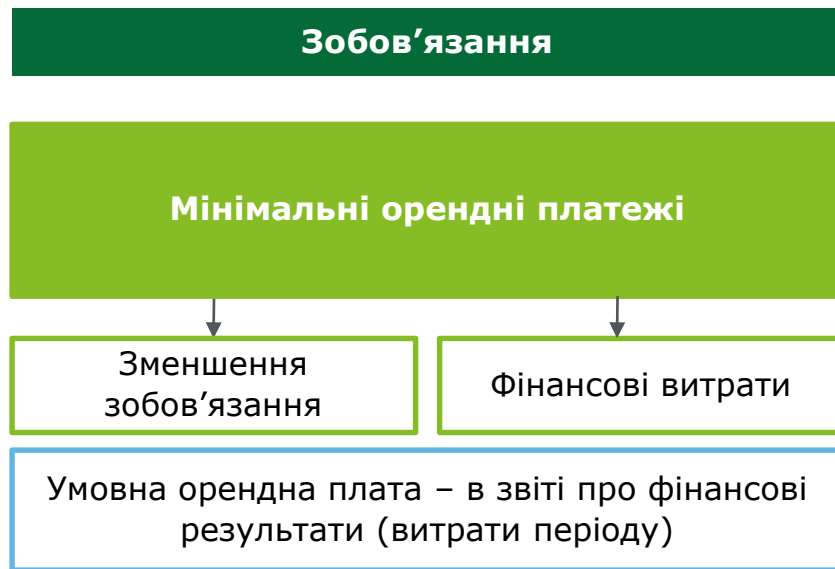 Зобов’язання
Мінімальні орендні платежі
Зменшення
зобов’язання
Фінансові витрати
Умовна орендна плата – в звіті про фінансові
результати (витрати періоду)